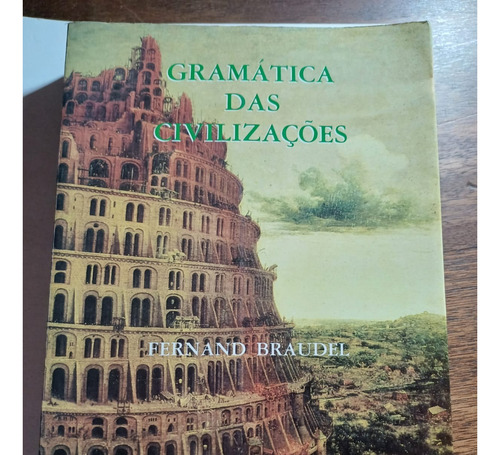 GRAMÁTICA
DAS
CIVILIZAÇÕES
FERNAND BRAUDEL